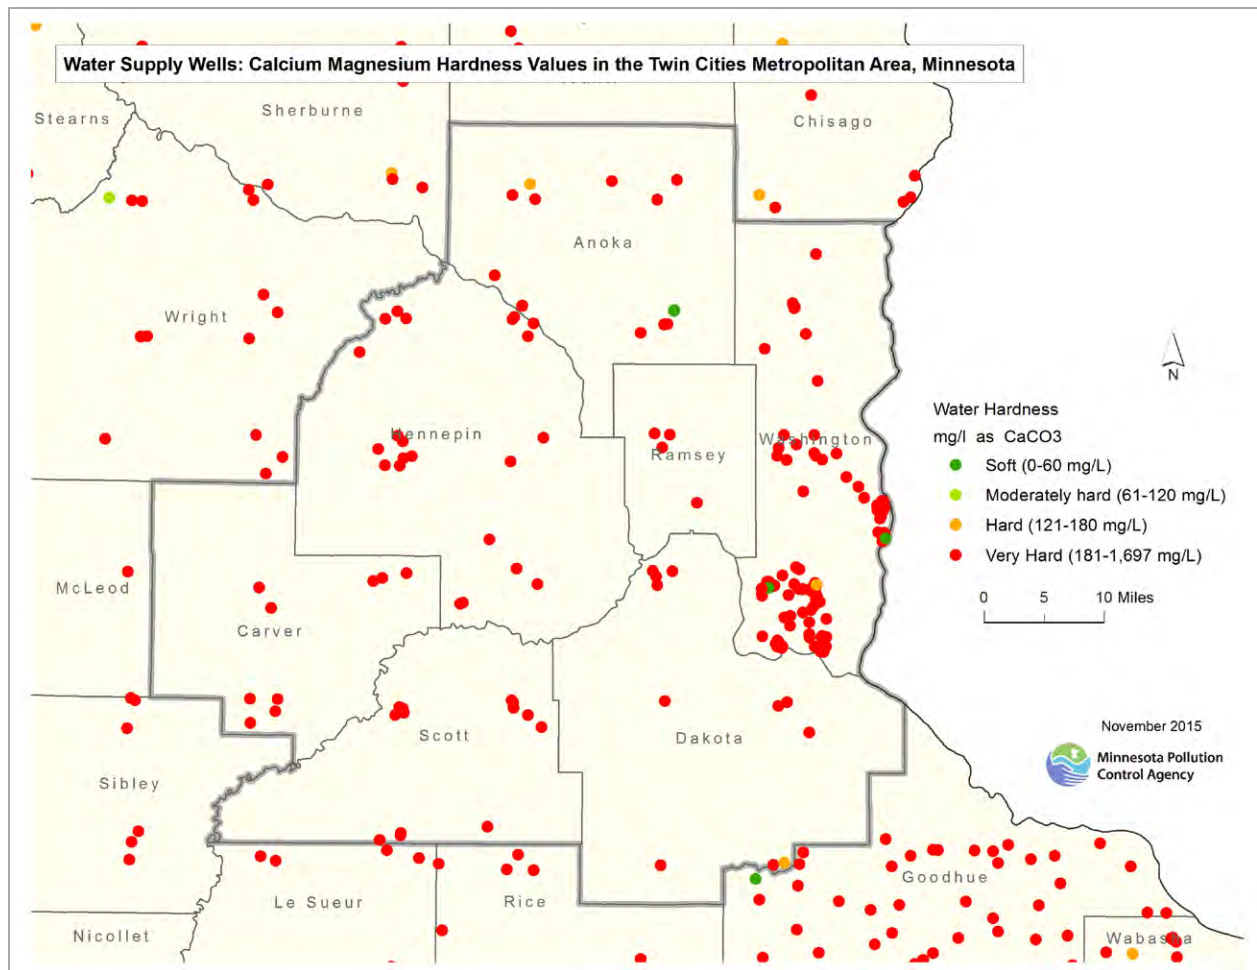 Water Supply Wells: Calcium Magnesium Hardness Values in the Twin Cities Metropolitan Area, Minnesota
Stearns
Sherburne
Chisago
Anoka
Wright
Hennepin
Washington
Ramsey
McLeod
Carver
Scott
Dakota
Sibley
Goodhue
Le Sueur
Rice
Nicollet
Wabasha
N
Water Hardness
mg/l as CaCO3
Soft (0-60 mg/L)
Moderately hard (61-120 mg/L)
Hard (121-180 mg/L)
Very Hard (181-1,697 mg/L)
0 5 10 Miles
November 2015
Minnesota Pollution
Control Agency